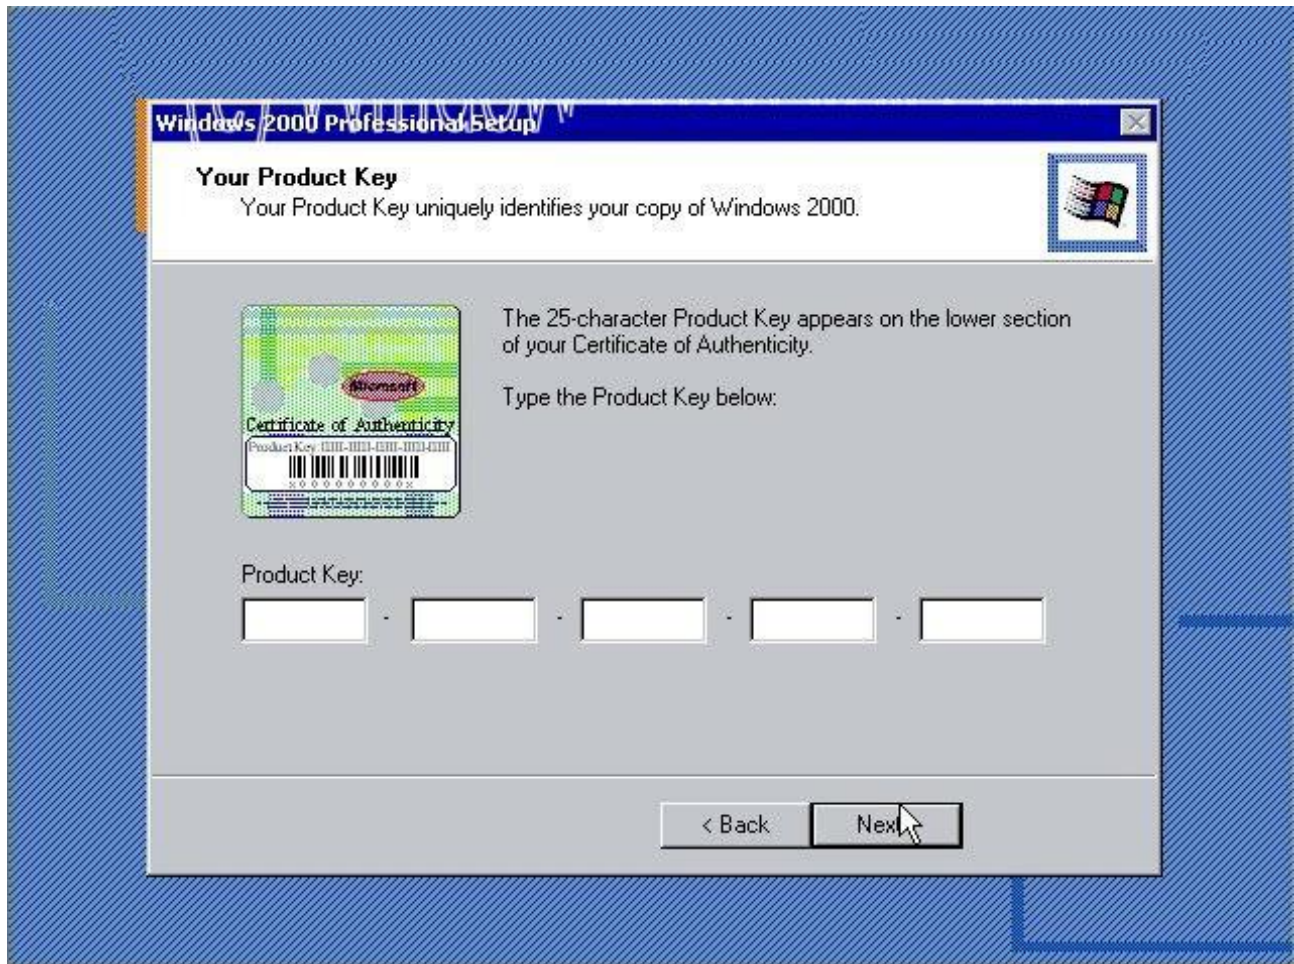 Windows 2000 Professional Setup
Your Product Key
Your Product Key uniquely identifies your copy of Windows 2000.
The 25-character Product Key appears on the lower section
of your Certificate of Authenticity.
Type the Product Key below:
Microsoft
Certificate of Authenticity
Product Key:
Product Key:
- - - -
< Back
Next